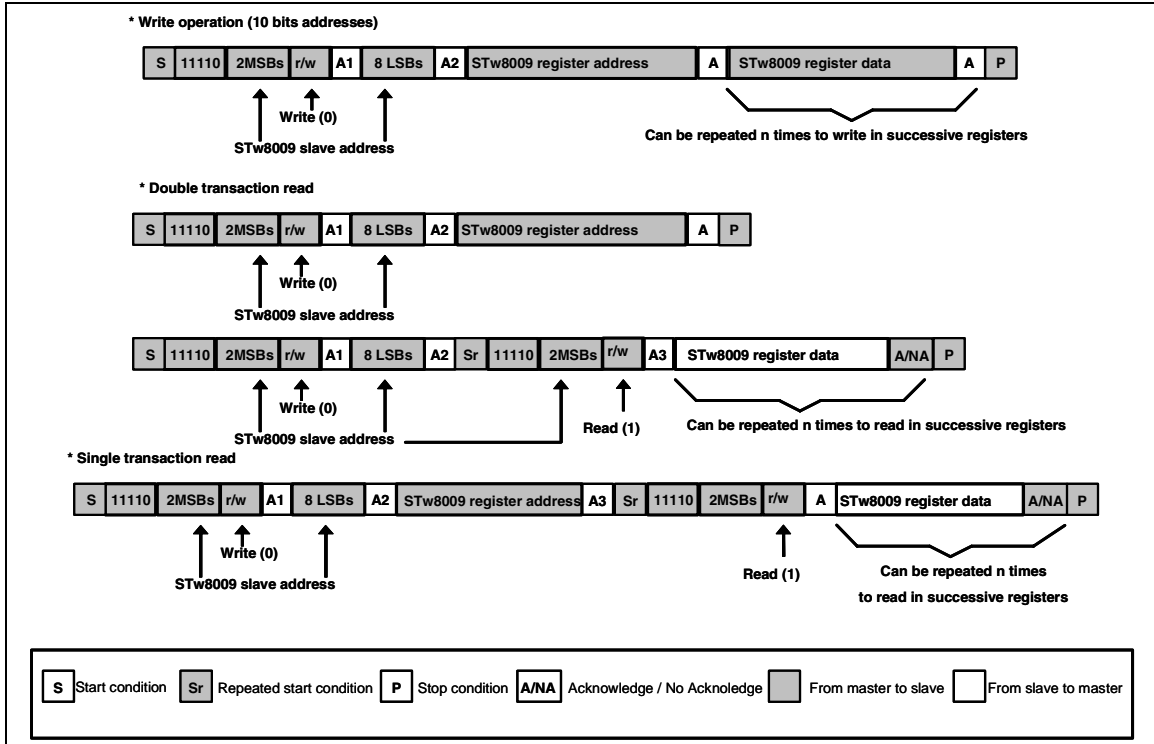 * Write operation (10 bits addresses)
S 11110 2MSBs r/w A1 8 LSBs A2 STw8009 register address A STw8009 register data A P
Write (0)
Can be repeated n times to write in successive registers
STw8009 slave address
* Double transaction read
S 11110 2MSBs r/w A1 8 LSBs A2 STw8009 register address A P
Write (0)
STw8009 slave address
S 11110 2MSBs r/w A1 8 LSBs A2 Sr 11110 2MSBs r/w A3 STw8009 register data A/NA P
Write (0)
Read (1)
Can be repeated n times to read in successive registers
STw8009 slave address
* Single transaction read
S 11110 2MSBs r/w A1 8 LSBs A2 STw8009 register address A3 Sr 11110 2MSBs r/w A STw8009 register data A/NA P
Write (0)
STw8009 slave address
Read (1)
Can be repeated n times
to read in successive registers
S Start condition Sr Repeated start condition P Stop condition A/NA Acknowledge / No Acknoledge From master to slave From slave to master